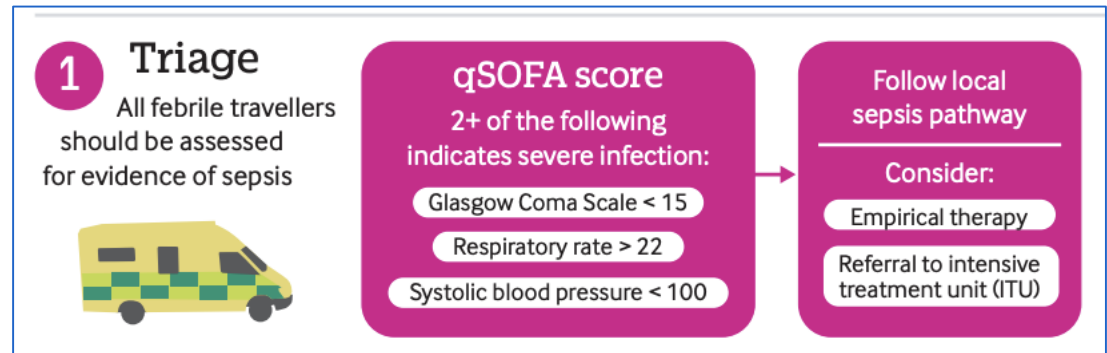 1
Triage
All febrile travellers
should be assessed
for evidence of sepsis
qSOFA score
2+ of the following
indicates severe infection:
Glasgow Coma Scale < 15
Respiratory rate > 22
Systolic blood pressure < 100
Follow local
sepsis pathway
Consider:
Empirical therapy
Referral to intensive
treatment unit (ITU)